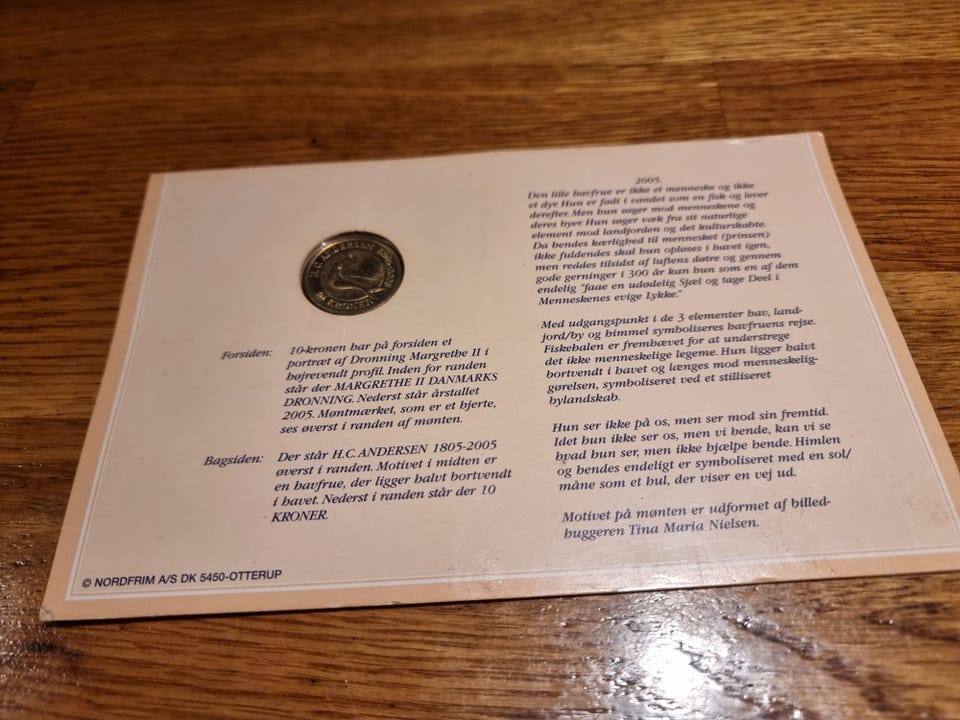 H.C. ANDERSEN 1805-2005
10 KRONER
Forsiden: 10-kronen har på forsiden et
portræt af Dronning Margrethe II i
højrevendt profil. Inden for randen
står der MARGRETHE II DANMARKS
DRONNING. Nederst står årstallet
2005. Møntmærket, som er et hjerte,
ses øverst i randen af mønten.
Bagsiden: Der står H.C. ANDERSEN 1805-2005
øverst i randen. Motivet i midten er
en havfrue, der ligger halvt bortvendt
i havet. Nederst i randen står der 10
KRONER.
© NORDFRIM A/S DK 5450-OTTERUP
2005.
Den lille havfrue er ikke et menneske og ikke
et dyr. Hun er født i vandet som en fisk og lever
derefter. Men hun søger mod menneskene og
deres byer. Hun søger væk fra sit naturlige
element mod landjorden og det kulturskabte.
Da hendes kærlighed til mennesket (prinsen)
ikke fuldendes skal hun opløses i havet igen,
men reddes tilsidst af luftens døtre og gennem
gode gerninger i 300 år kan hun som en af dem
endelig "faae en udødelig Sjæl og tage Deel i
Menneskenes evige Lykke."
Med udgangspunkt i de 3 elementer hav, land-
jord/by og himmel symboliseres havfruens rejse.
Fiskehalen er fremhævet for at understrege
det ikke menneskelige legeme. Hun ligger halvt
bortvendt i havet og længes mod menneskelig-
gørelsen, symboliseret ved et stilliseret
bylandskab.
Hun ser ikke på os, men ser mod sin fremtid.
Idet hun ikke ser os, men vi hende, kan vi se
hvad hun ser, men ikke hjælpe hende. Himlen
og hendes endeligt er symboliseret med en sol/
måne som et hul, der viser en vej ud.
Motivet på mønten er udformet af billed-
huggeren Tina Maria Nielsen.